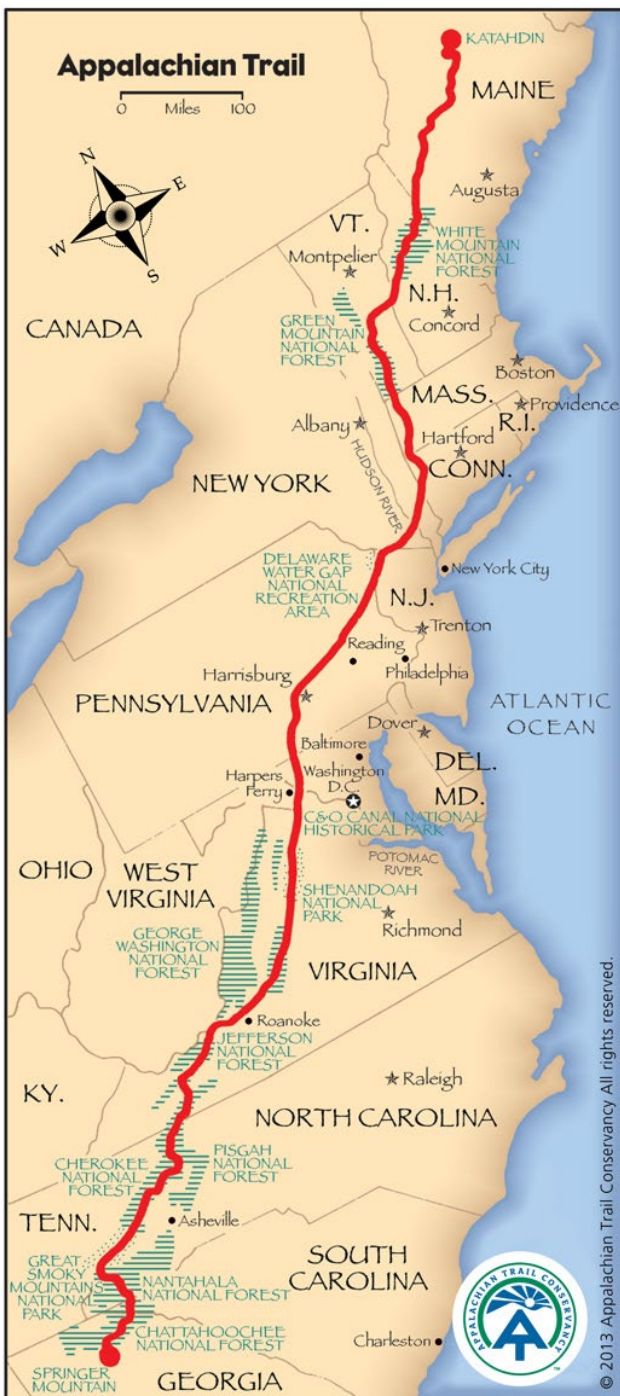 Appalachian Trail
0 Miles 100
N
E
W
S
KATAHDIN
MAINE
Augusta
VT.
Montpelier
WHITE
MOUNTAIN
NATIONAL
FOREST
N.H.
Concord
CANADA
GREEN
MOUNTAIN
NATIONAL
FOREST
Boston
MASS.
Providence
R.I.
Albany
Hartford
CONN.
HUDSON RIVER
NEW YORK
DELAWARE
WATER GAP
NATIONAL
RECREATION
AREA
New York City
N.J.
Trenton
Reading
Philadelphia
Harrisburg
PENNSYLVANIA
ATLANTIC
OCEAN
Dover
Baltimore
DEL.
Washington
D.C.
MD.
Harpers
Ferry
C&O CANAL NATIONAL
HISTORICAL PARK
POTOMAC
RIVER
OHIO
WEST
VIRGINIA
SHENANDOAH
NATIONAL
PARK
Richmond
GEORGE
WASHINGTON
NATIONAL
FOREST
VIRGINIA
Roanoke
JEFFERSON
NATIONAL
FOREST
KY.
Raleigh
NORTH CAROLINA
PISGAH
NATIONAL
FOREST
CHEROKEE
NATIONAL
FOREST
TENN.
Asheville
GREAT
SMOKY
MOUNTAINS
NATIONAL
PARK
NANTAHALA
NATIONAL FOREST
SOUTH
CAROLINA
CHATTAHOOCHEE
NATIONAL FOREST
Charleston
SPRINGER
MOUNTAIN
GEORGIA
APPALACHIAN TRAIL CONSERVANCY
AT
TM
© 2013 Appalachian Trail Conservancy All rights reserved.